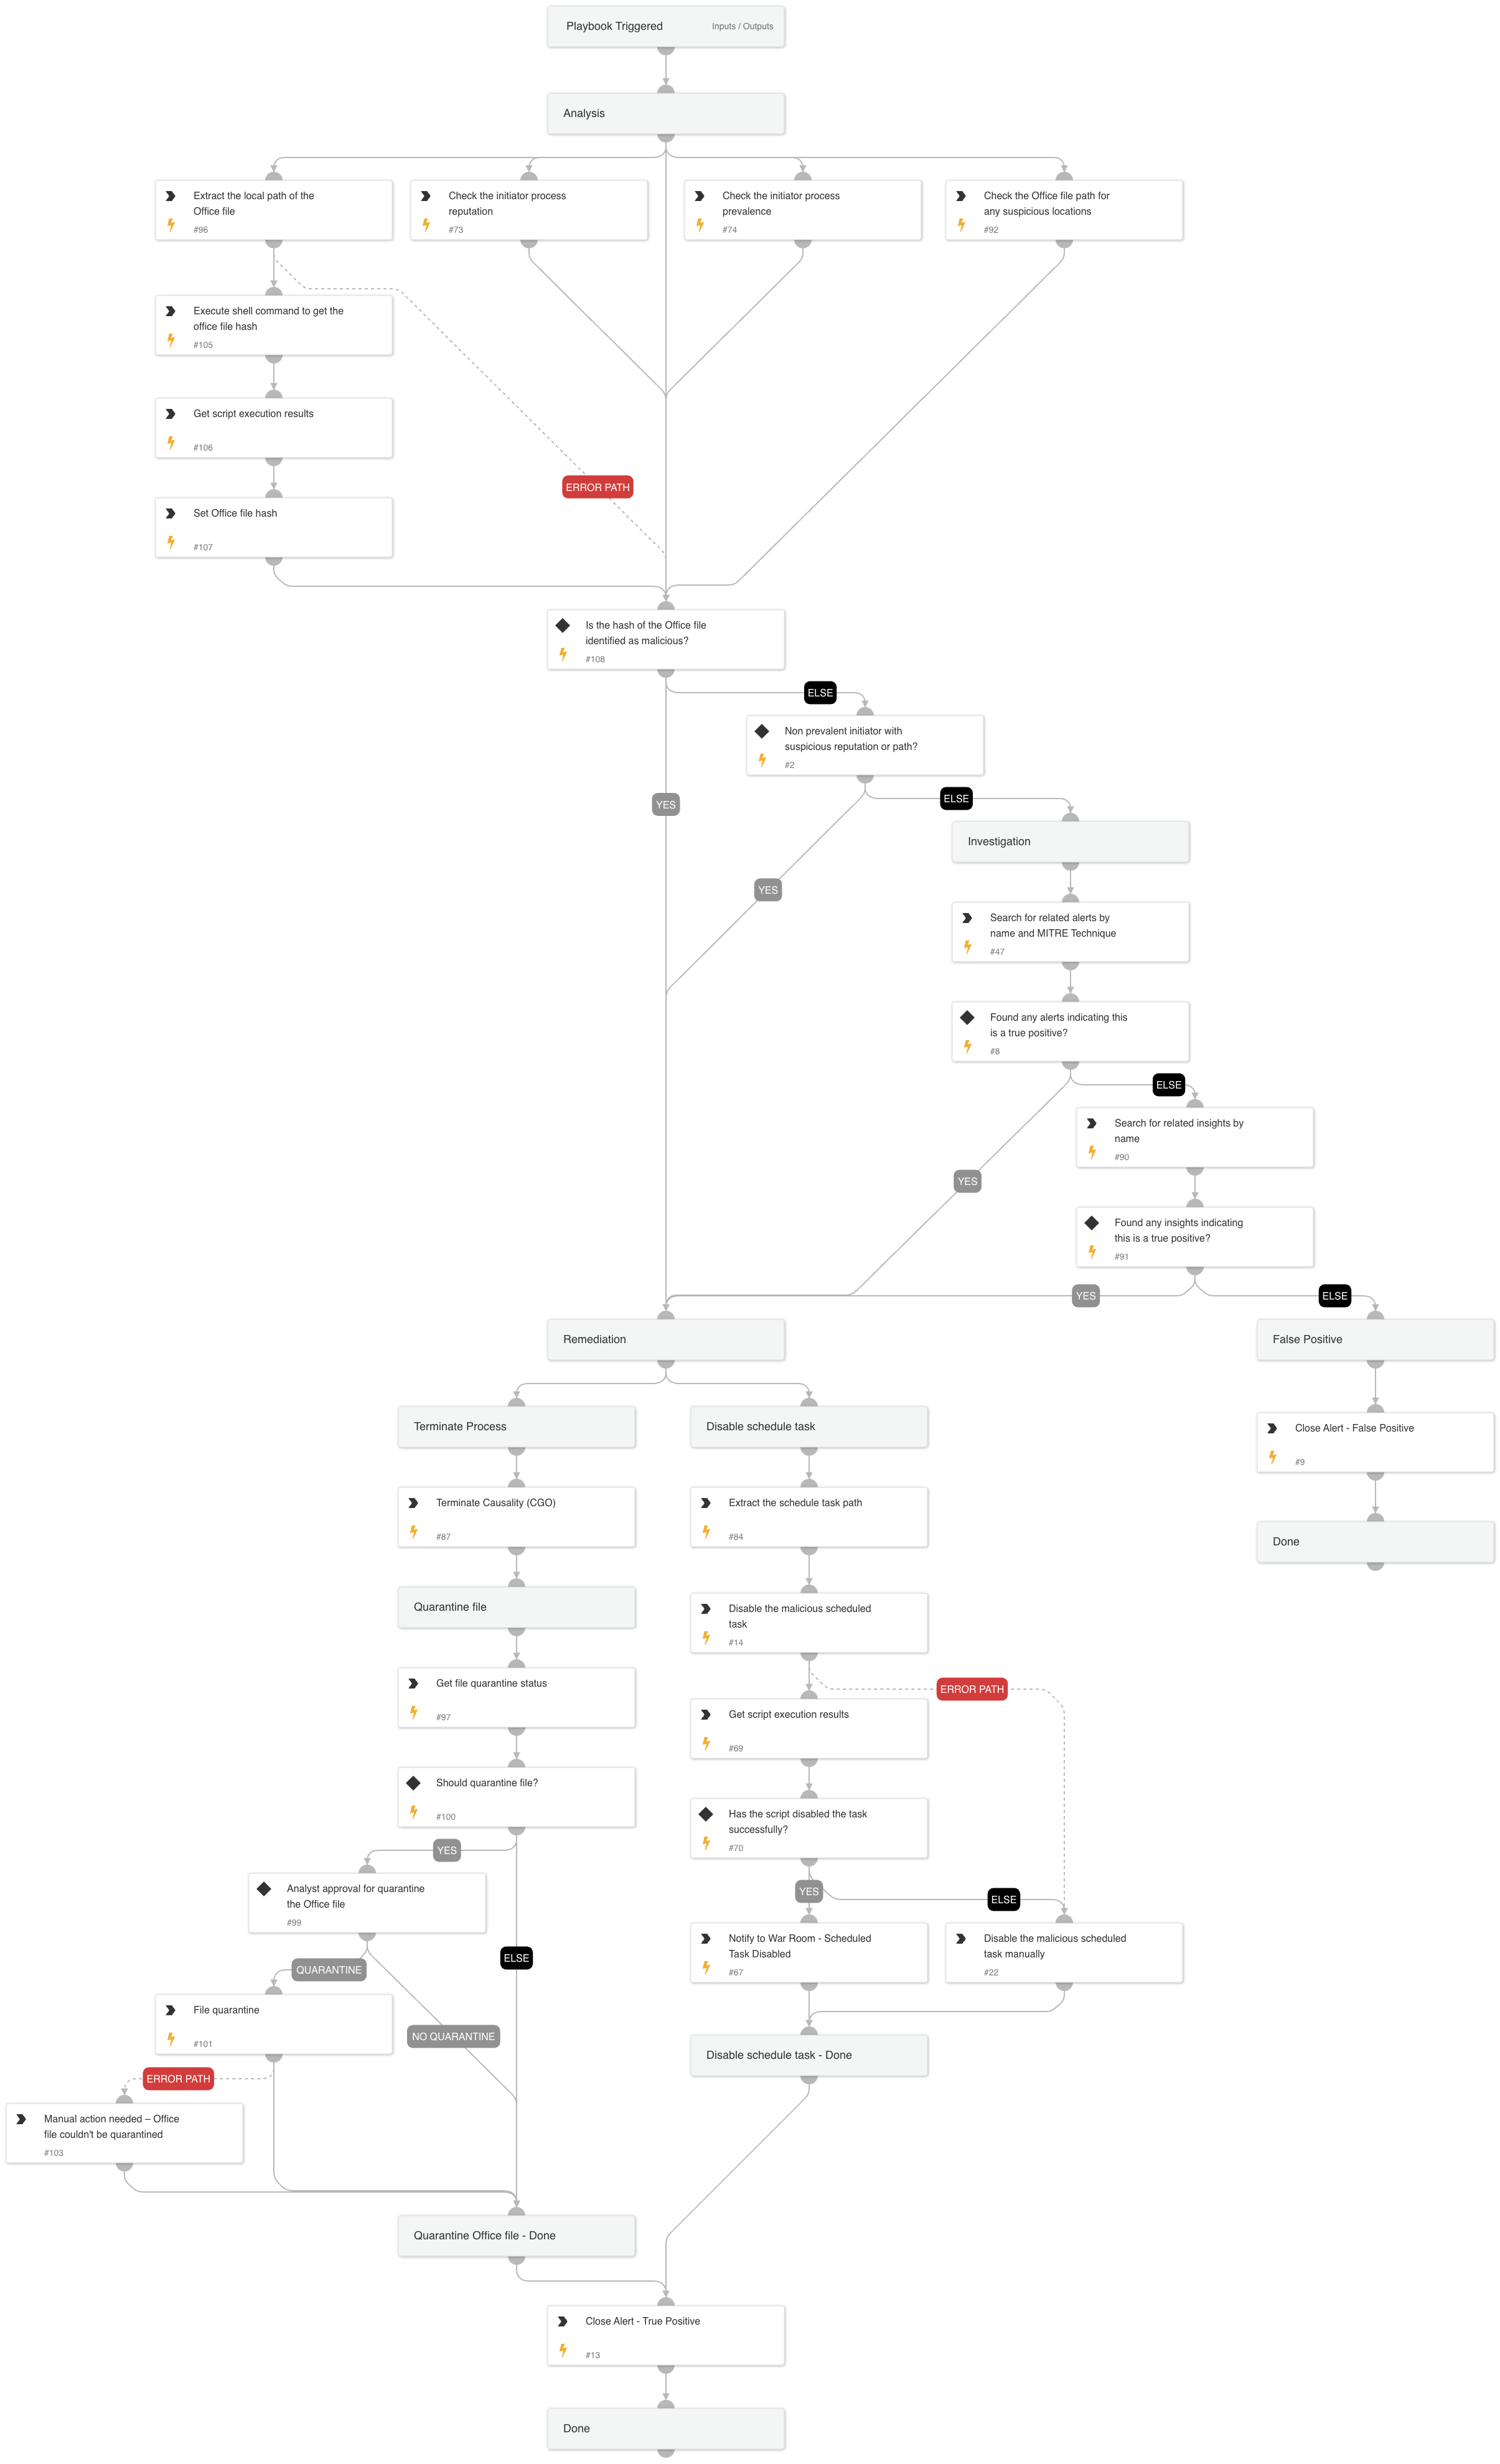 Playbook Triggered
Inputs / Outputs
Analysis
Extract the local path of the
Office file
#96
Check the initiator process
reputation
#73
Check the initiator process
prevalence
#74
Check the Office file path for
any suspicious locations
#92
Execute shell command to get the
office file hash
#105
Get script execution results
#106
ERROR PATH
Set Office file hash
#107
Is the hash of the Office file
identified as malicious?
#108
ELSE
Non prevalent initiator with
suspicious reputation or path?
#2
YES
ELSE
Investigation
YES
Search for related alerts by
name and MITRE Technique
#47
Found any alerts indicating this
is a true positive?
#8
ELSE
Search for related insights by
name
#90
YES
Found any insights indicating
this is a true positive?
#91
YES
ELSE
Remediation
False Positive
Terminate Process
Disable schedule task
Close Alert - False Positive
#9
Terminate Causality (CGO)
#87
Extract the schedule task path
#84
Done
Quarantine file
Disable the malicious scheduled
task
#14
Get file quarantine status
#97
ERROR PATH
Get script execution results
#69
Should quarantine file?
#100
Has the script disabled the task
successfully?
#70
YES
Analyst approval for quarantine
the Office file
#99
YES
ELSE
Notify to War Room - Scheduled
Task Disabled
#67
Disable the malicious scheduled
task manually
#22
ELSE
QUARANTINE
File quarantine
#101
NO QUARANTINE
Disable schedule task - Done
ERROR PATH
Manual action needed – Office
file couldn't be quarantined
#103
Quarantine Office file - Done
Close Alert - True Positive
#13
Done